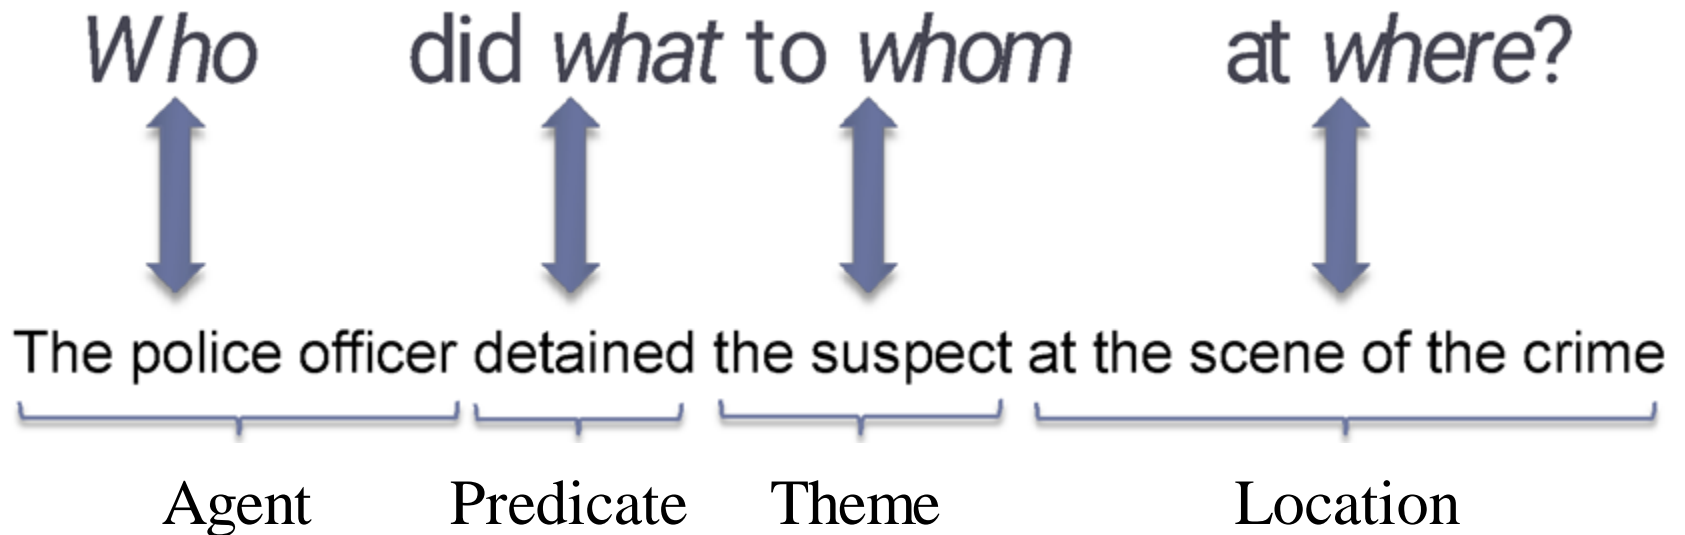 Who did what to whom at where?
The police officer detained the suspect at the scene of the crime
Agent Predicate Theme Location